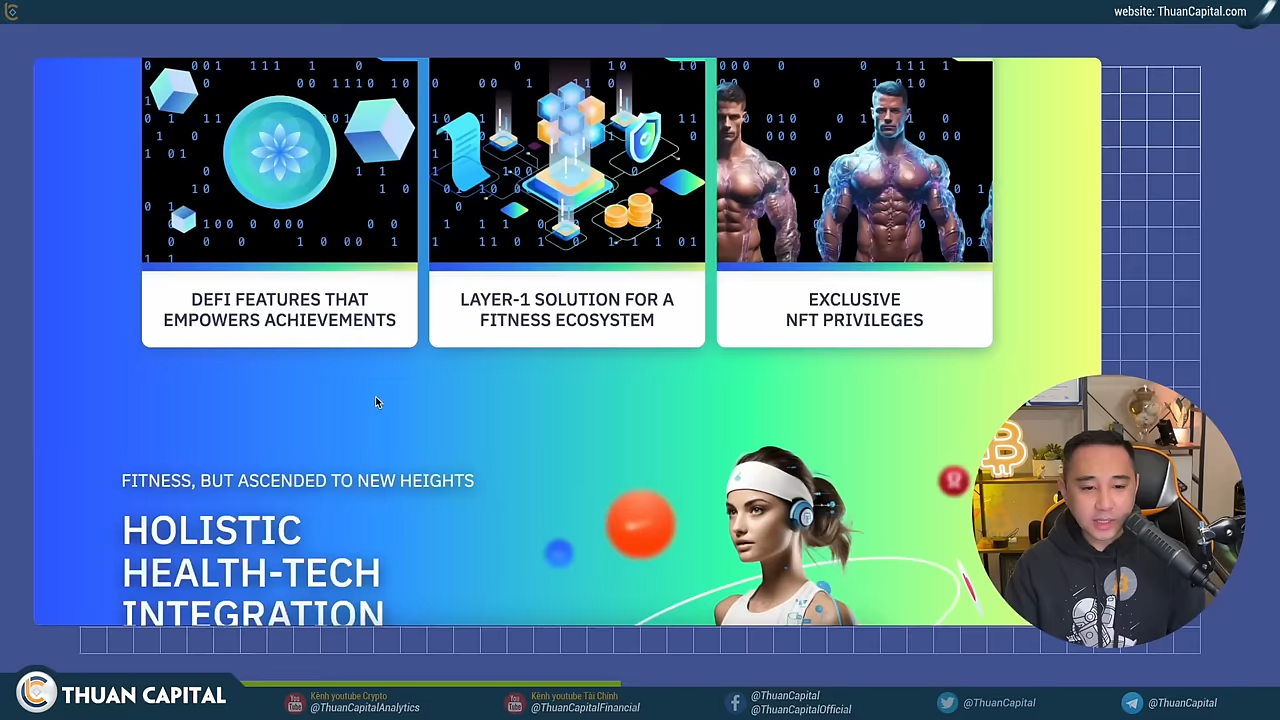 website: ThuanCapital.com
DEFI FEATURES THAT
EMPOWERS ACHIEVEMENTS
LAYER-1 SOLUTION FOR A
FITNESS ECOSYSTEM
EXCLUSIVE
NFT PRIVILEGES
FITNESS, BUT ASCENDED TO NEW HEIGHTS
HOLISTIC
HEALTH-TECH
INTEGRATION
THUAN CAPITAL
You
Kênh youtube Crypto
@ThuanCapitalAnalytics
You
Kênh youtube Tài Chính
@ThuanCapitalFinancial
@ThuanCapital
@ThuanCapitalOfficial
@ThuanCapital
@ThuanCapital